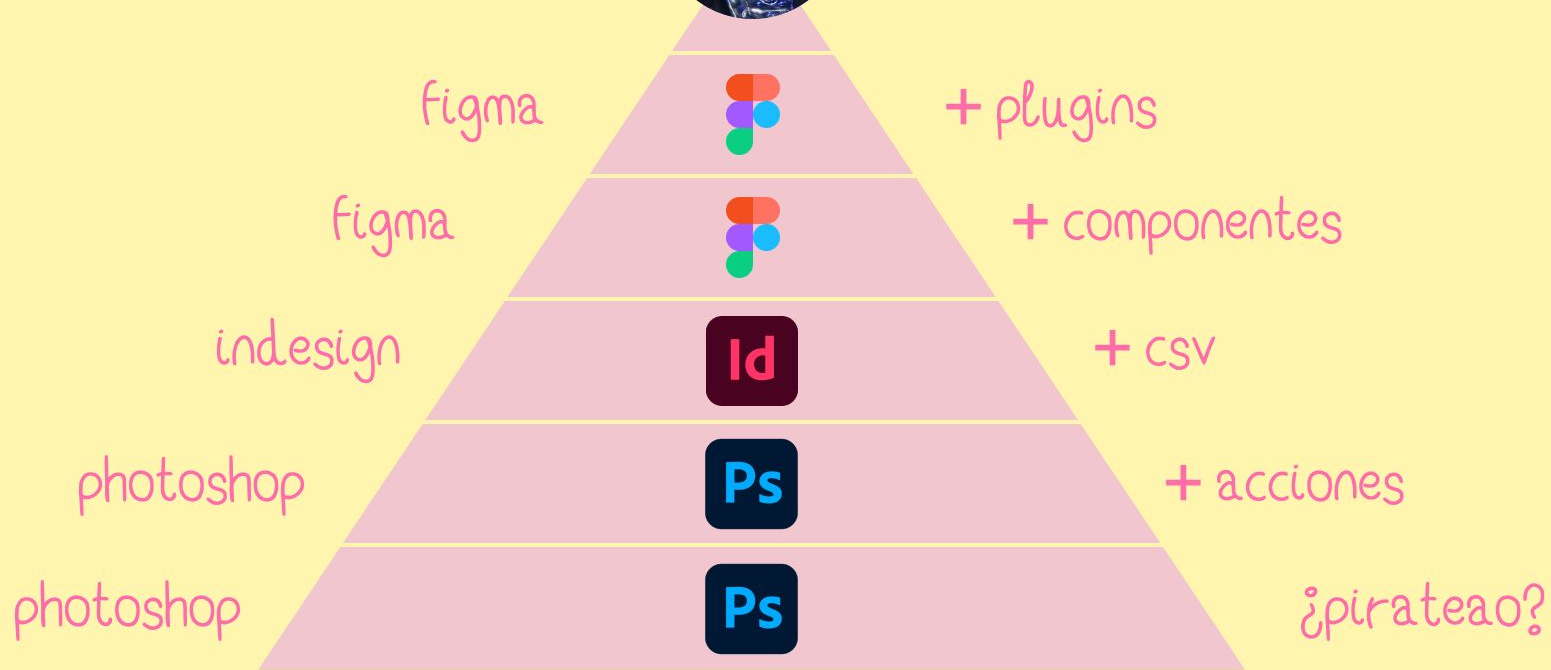 figma + plugins
figma + componentes
indesign Id + csv
photoshop Ps + acciones
photoshop Ps ¿pirateao?